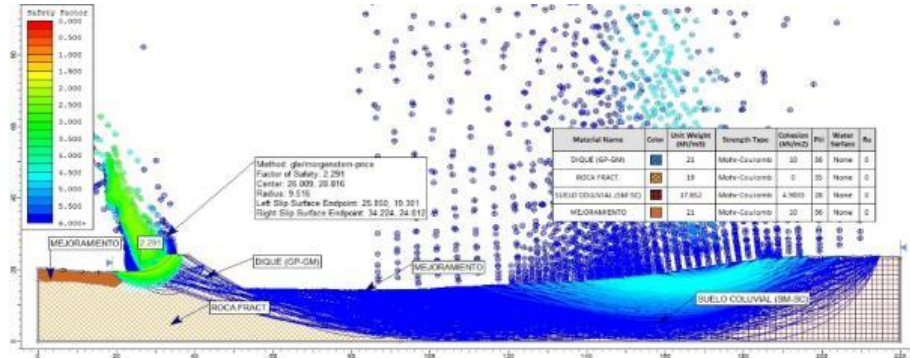 Safety Factor
0.000
0.500
1.000
1.500
2.000
2.500
3.000
3.500
4.000
4.500
5.000
5.500
6.000+
Method: gle/morgenstern-price
Factor of Safety: 2.291
Center: 26.009, 28.816
Radius: 9.516
Left Slip Surface Endpoint: 25.850, 19.301
Right Slip Surface Endpoint: 34.224, 24.012
Material Name Color Unit Weight (kN/m3) Strength Type Cohesion (kN/m2) Phi Water Surface Ru
DIQUE (GP-GM) 21 Mohr-Coulomb 10 36 None 0
ROCA FRACT. 19 Mohr-Coulomb 0 35 None 0
SUELO COLUVIAL (SM-SC) 17.652 Mohr-Coulomb 4.9033 28 None 0
MEJORAMIENTO 21 Mohr-Coulomb 10 36 None 0
MEJORAMIENTO
2.291
DIQUE (GP-GM)
MEJORAMIENTO
ROCA FRACT.
SUELO COLUVIAL (SM-SC)